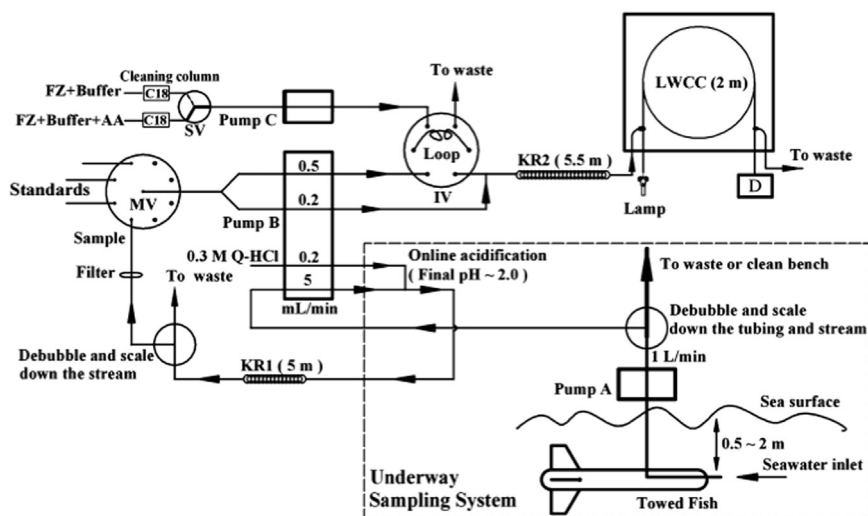 Cleaning column
FZ+Buffer
C18
FZ+Buffer+AA
C18
SV
Pump C
To waste
Loop
IV
LWCC (2 m)
KR2 ( 5.5 m )
To waste
D
Lamp
Standards
MV
0.5
Pump B
0.2
Sample
Filter
To
waste
0.3 M Q-HCl
0.2
5
mL/min
Online acidification
( Final pH ~ 2.0 )
Debubble and scale
down the stream
KR1 ( 5 m )
To waste or clean bench
Debubble and scale
down the tubing and stream
1 L/min
Pump A
Sea surface
0.5 ~ 2 m
Seawater inlet
Underway
Sampling System
Towed Fish